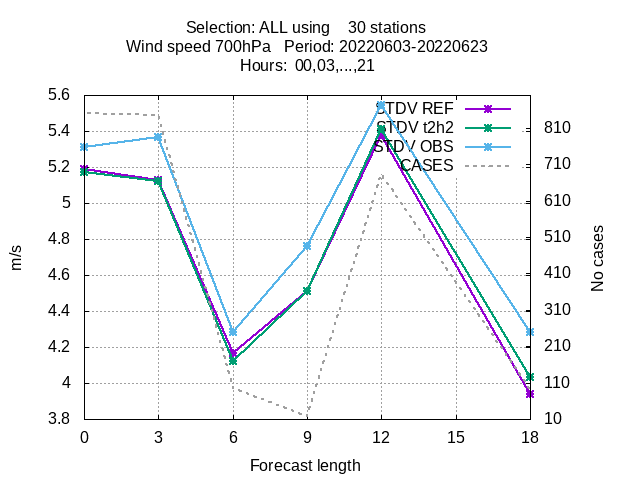 Selection: ALL using 30 stations
Wind speed 700hPa Period: 20220603-20220623
Hours: 00,03,...,21
5.6
5.4
5.2
5
4.8
4.6
4.4
4.2
4
3.8
m/s
STDV REF
STDV t2h2
STDV OBS
CASES
810
710
610
510
410
310
210
110
10
No cases
0 3 6 9 12 15 18
Forecast length